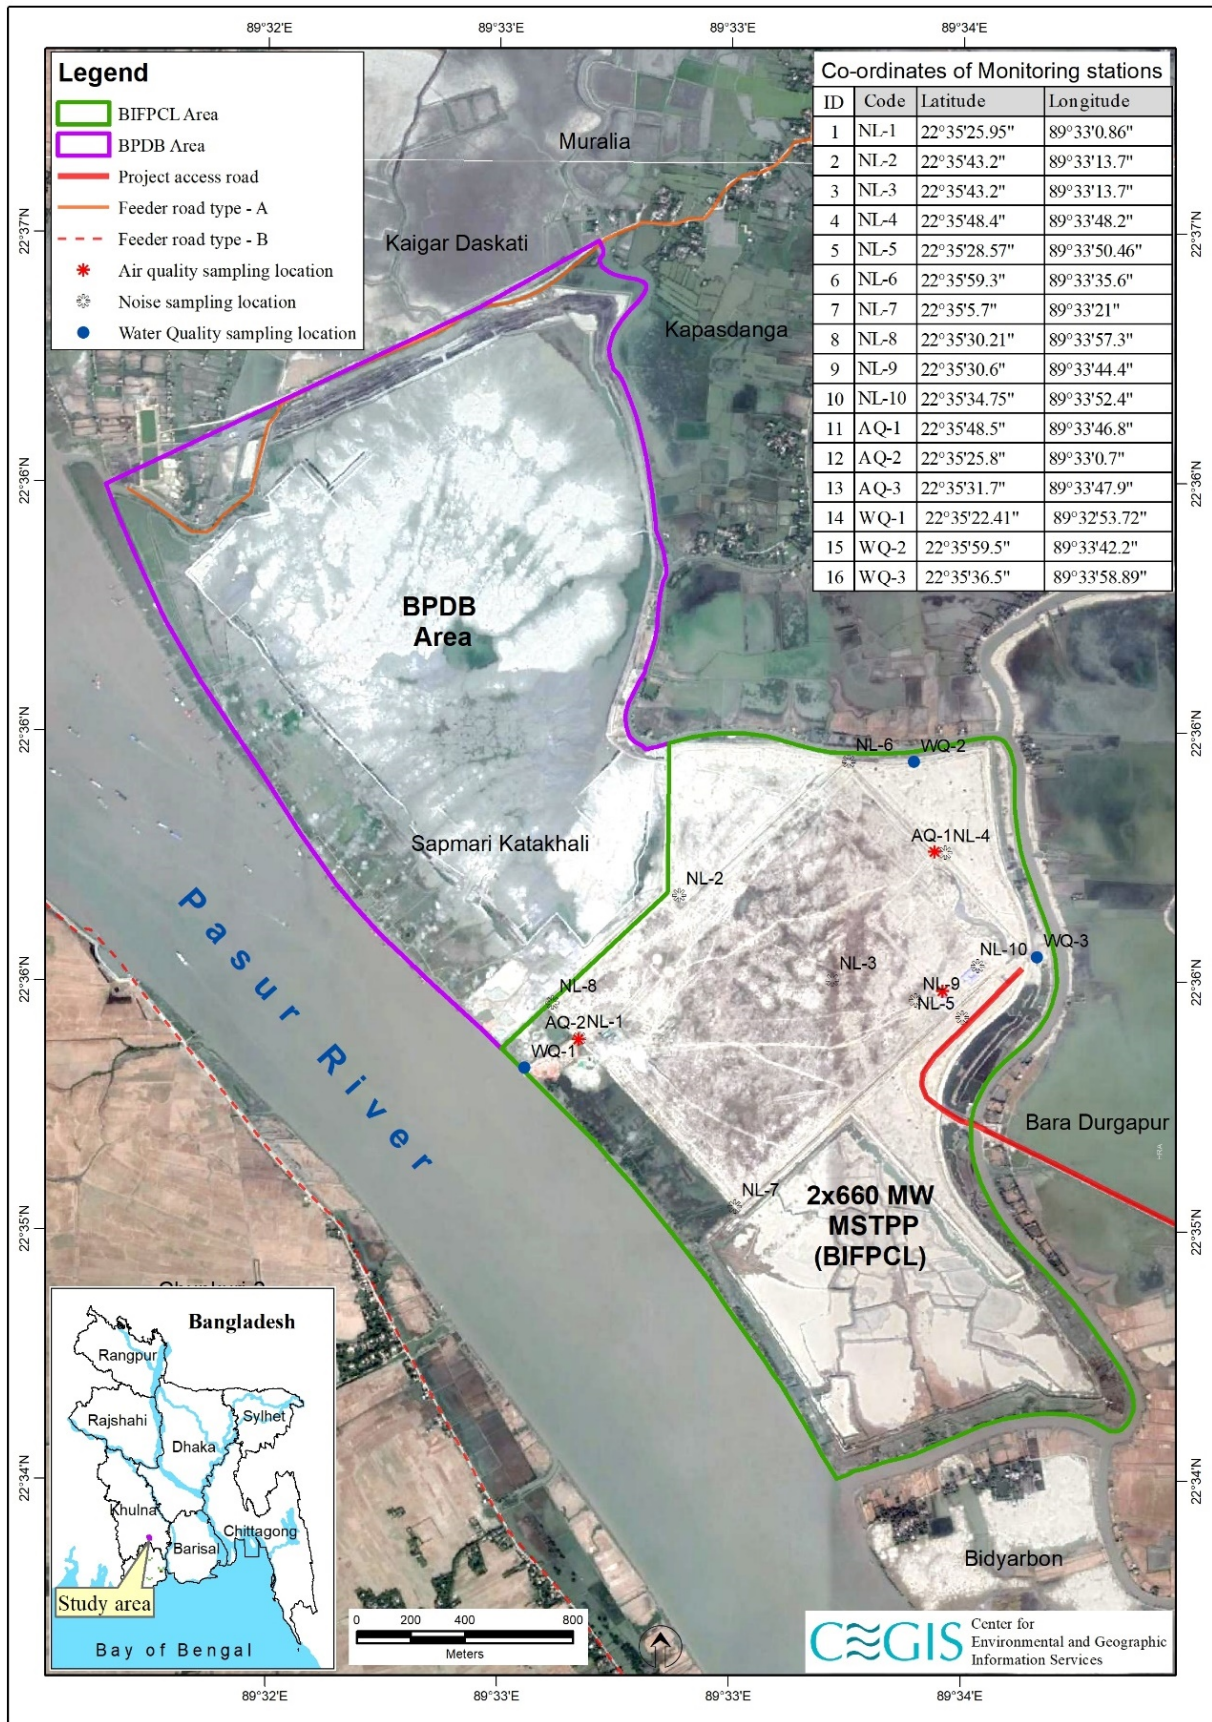 89°32'E 89°33'E 89°33'E 89°34'E
Legend
BIFPCL Area
BPDB Area
Project access road
Feeder road type - A
Feeder road type - B
Air quality sampling location
Noise sampling location
Water Quality sampling location
Co-ordinates of Monitoring stations
ID Code Latitude Longitude
1 NL-1 22°35'25.95" 89°33'0.86"
2 NL-2 22°35'43.2" 89°33'13.7"
3 NL-3 22°35'43.2" 89°33'13.7"
4 NL-4 22°35'48.4" 89°33'48.2"
5 NL-5 22°35'28.57" 89°33'50.46"
6 NL-6 22°35'59.3" 89°33'35.6"
7 NL-7 22°35'5.7" 89°33'21"
8 NL-8 22°35'30.21" 89°33'57.3"
9 NL-9 22°35'30.6" 89°33'44.4"
10 NL-10 22°35'34.75" 89°33'52.4"
11 AQ-1 22°35'48.5" 89°33'46.8"
12 AQ-2 22°35'25.8" 89°33'0.7"
13 AQ-3 22°35'31.7" 89°33'47.9"
14 WQ-1 22°35'22.41" 89°32'53.72"
15 WQ-2 22°35'59.5" 89°33'42.2"
16 WQ-3 22°35'36.5" 89°33'58.89"
Muralia
Kaigar Daskati
Kapasdanga
22°37'N 22°37'N
22°36'N 22°36'N
BPDB
Area
22°36'N 22°36'N
NL-6 WQ-2
Sapmari Katakhali
AQ-1 NL-4
NL-2
Pasur River
NL-10 WQ-3
NL-3
22°36'N 22°36'N
NL-9
NL-8
NL-5
AQ-2 NL-1
WQ-1
Bara Durgapur
NL-7
2x660 MW
MSTPP
(BIFPCL)
22°35'N 22°35'N
Bangladesh
Rangpur
Rajshahi
Sylhet
Dhaka
Khulna
Chittagong
Barisal
Study area
Bay of Bengal
22°34'N 22°34'N
Bidyarbon
0 200 400 800
Meters
CEGIS
Center for
Environmental and Geographic
Information Services
89°32'E 89°33'E 89°33'E 89°34'E